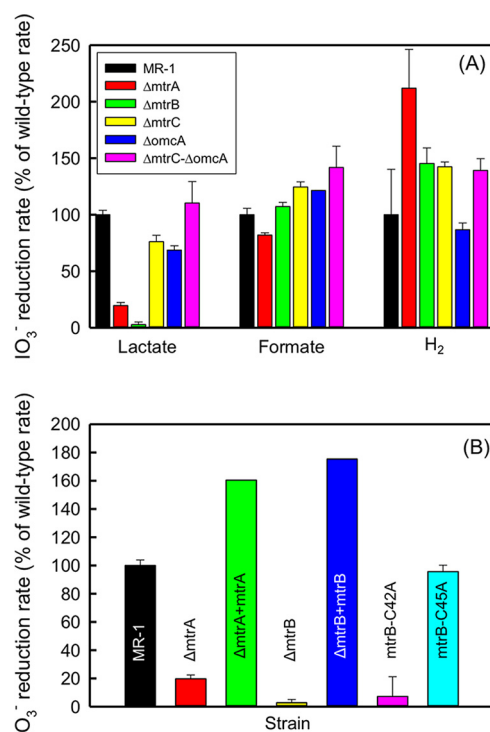 (A)
IO₃⁻ reduction rate (% of wild-type rate)
250
200
150
100
50
0
MR-1
ΔmtrA
ΔmtrB
ΔmtrC
ΔomcA
ΔmtrC-ΔomcA
Lactate Formate H₂
(B)
O₃⁻ reduction rate (% of wild-type rate)
200
180
160
140
120
100
80
60
40
20
0
MR-1
ΔmtrA
ΔmtrA+mtrA
ΔmtrB
ΔmtrB+mtrB
mtrB-C42A
mtrB-C45A
Strain